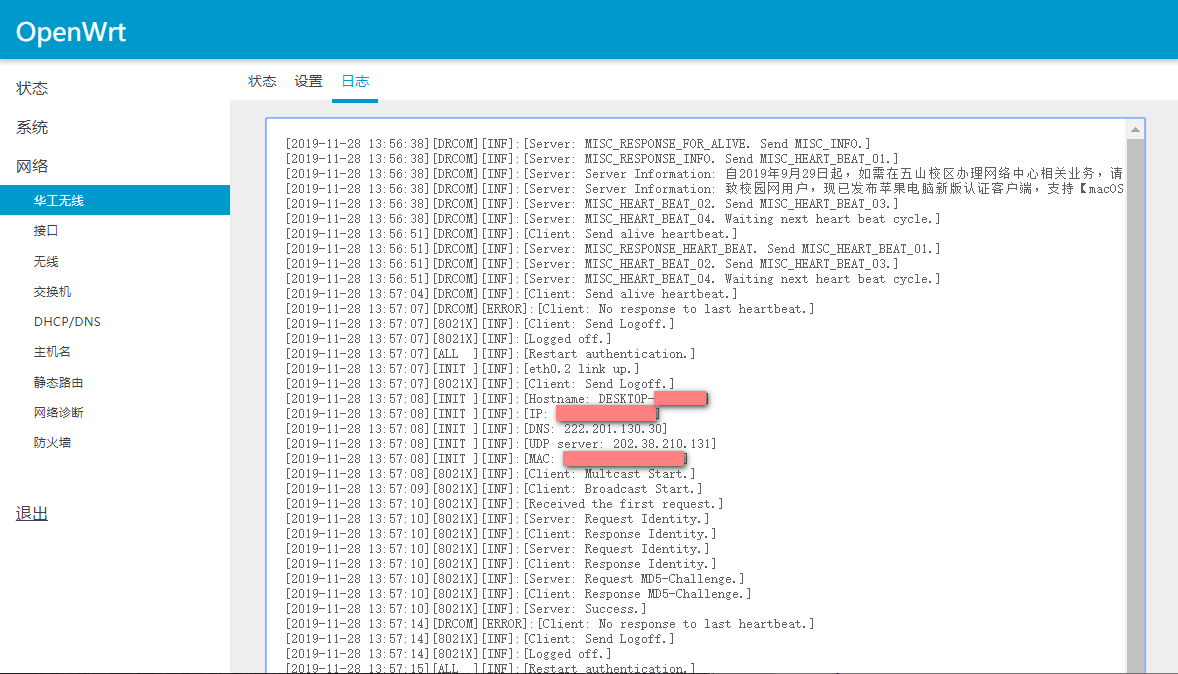 OpenWrt
状态
系统
网络
华工无线
接口
无线
交换机
DHCP/DNS
主机名
静态路由
网络诊断
防火墙
退出
状态 设置 日志
[2019-11-28 13:56:38][DRCOM][INF]:[Server: MISC_RESPONSE_FOR_ALIVE. Send MISC_INFO.]
[2019-11-28 13:56:38][DRCOM][INF]:[Server: MISC_RESPONSE_INFO. Send MISC_HEART_BEAT_01.]
[2019-11-28 13:56:38][DRCOM][INF]:[Server: Server Information: 自2019年9月29日起，如需在五山校区办理网络中心相关业务，请
[2019-11-28 13:56:38][DRCOM][INF]:[Server: Server Information: 致校园网用户，现已发布苹果电脑新版认证客户端，支持【macOS
[2019-11-28 13:56:38][DRCOM][INF]:[Server: MISC_HEART_BEAT_02. Send MISC_HEART_BEAT_03.]
[2019-11-28 13:56:38][DRCOM][INF]:[Server: MISC_HEART_BEAT_04. Waiting next heart beat cycle.]
[2019-11-28 13:56:51][DRCOM][INF]:[Client: Send alive heartbeat.]
[2019-11-28 13:56:51][DRCOM][INF]:[Server: MISC_RESPONSE_HEART_BEAT. Send MISC_HEART_BEAT_01.]
[2019-11-28 13:56:51][DRCOM][INF]:[Server: MISC_HEART_BEAT_02. Send MISC_HEART_BEAT_03.]
[2019-11-28 13:56:51][DRCOM][INF]:[Server: MISC_HEART_BEAT_04. Waiting next heart beat cycle.]
[2019-11-28 13:57:04][DRCOM][INF]:[Client: Send alive heartbeat.]
[2019-11-28 13:57:07][DRCOM][ERROR]:[Client: No response to last heartbeat.]
[2019-11-28 13:57:07][8021X][INF]:[Client: Send Logoff.]
[2019-11-28 13:57:07][8021X][INF]:[Logged off.]
[2019-11-28 13:57:07][ALL  ][INF]:[Restart authentication.]
[2019-11-28 13:57:07][INIT ][INF]:[eth0.2 link up.]
[2019-11-28 13:57:07][8021X][INF]:[Client: Send Logoff.]
[2019-11-28 13:57:08][INIT ][INF]:[Hostname: DESKTOP-]
[2019-11-28 13:57:08][INIT ][INF]:[IP: ]
[2019-11-28 13:57:08][INIT ][INF]:[DNS: 222.201.130.30]
[2019-11-28 13:57:08][INIT ][INF]:[UDP server: 202.38.210.131]
[2019-11-28 13:57:08][INIT ][INF]:[MAC: ]
[2019-11-28 13:57:08][8021X][INF]:[Client: Multcast Start.]
[2019-11-28 13:57:09][8021X][INF]:[Client: Broadcast Start.]
[2019-11-28 13:57:10][8021X][INF]:[Received the first request.]
[2019-11-28 13:57:10][8021X][INF]:[Server: Request Identity.]
[2019-11-28 13:57:10][8021X][INF]:[Client: Response Identity.]
[2019-11-28 13:57:10][8021X][INF]:[Server: Request Identity.]
[2019-11-28 13:57:10][8021X][INF]:[Client: Response Identity.]
[2019-11-28 13:57:10][8021X][INF]:[Server: Request MD5-Challenge.]
[2019-11-28 13:57:10][8021X][INF]:[Client: Response MD5-Challenge.]
[2019-11-28 13:57:10][8021X][INF]:[Server: Success.]
[2019-11-28 13:57:14][DRCOM][ERROR]:[Client: No response to last heartbeat.]
[2019-11-28 13:57:14][8021X][INF]:[Client: Send Logoff.]
[2019-11-28 13:57:14][8021X][INF]:[Logged off.]
[2019-11-28 13:57:15][ALL  ][INF]:[Restart authentication.]